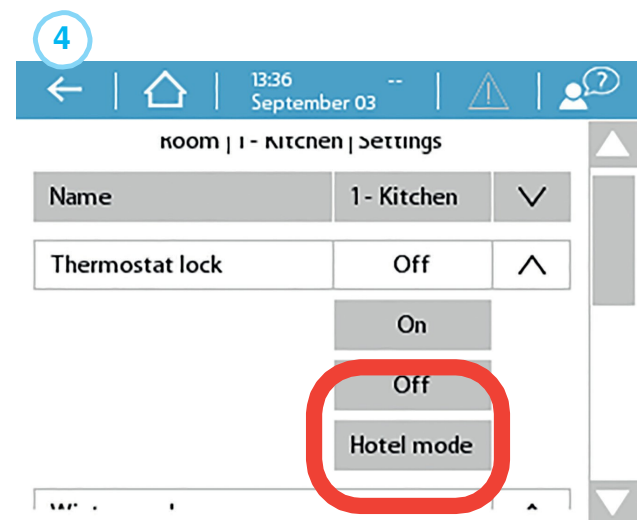 4
13:36 --
September 03
?
Room | 1 - Kitchen | Settings
Name 1 - Kitchen
Thermostat lock Off
On
Off
Hotel mode